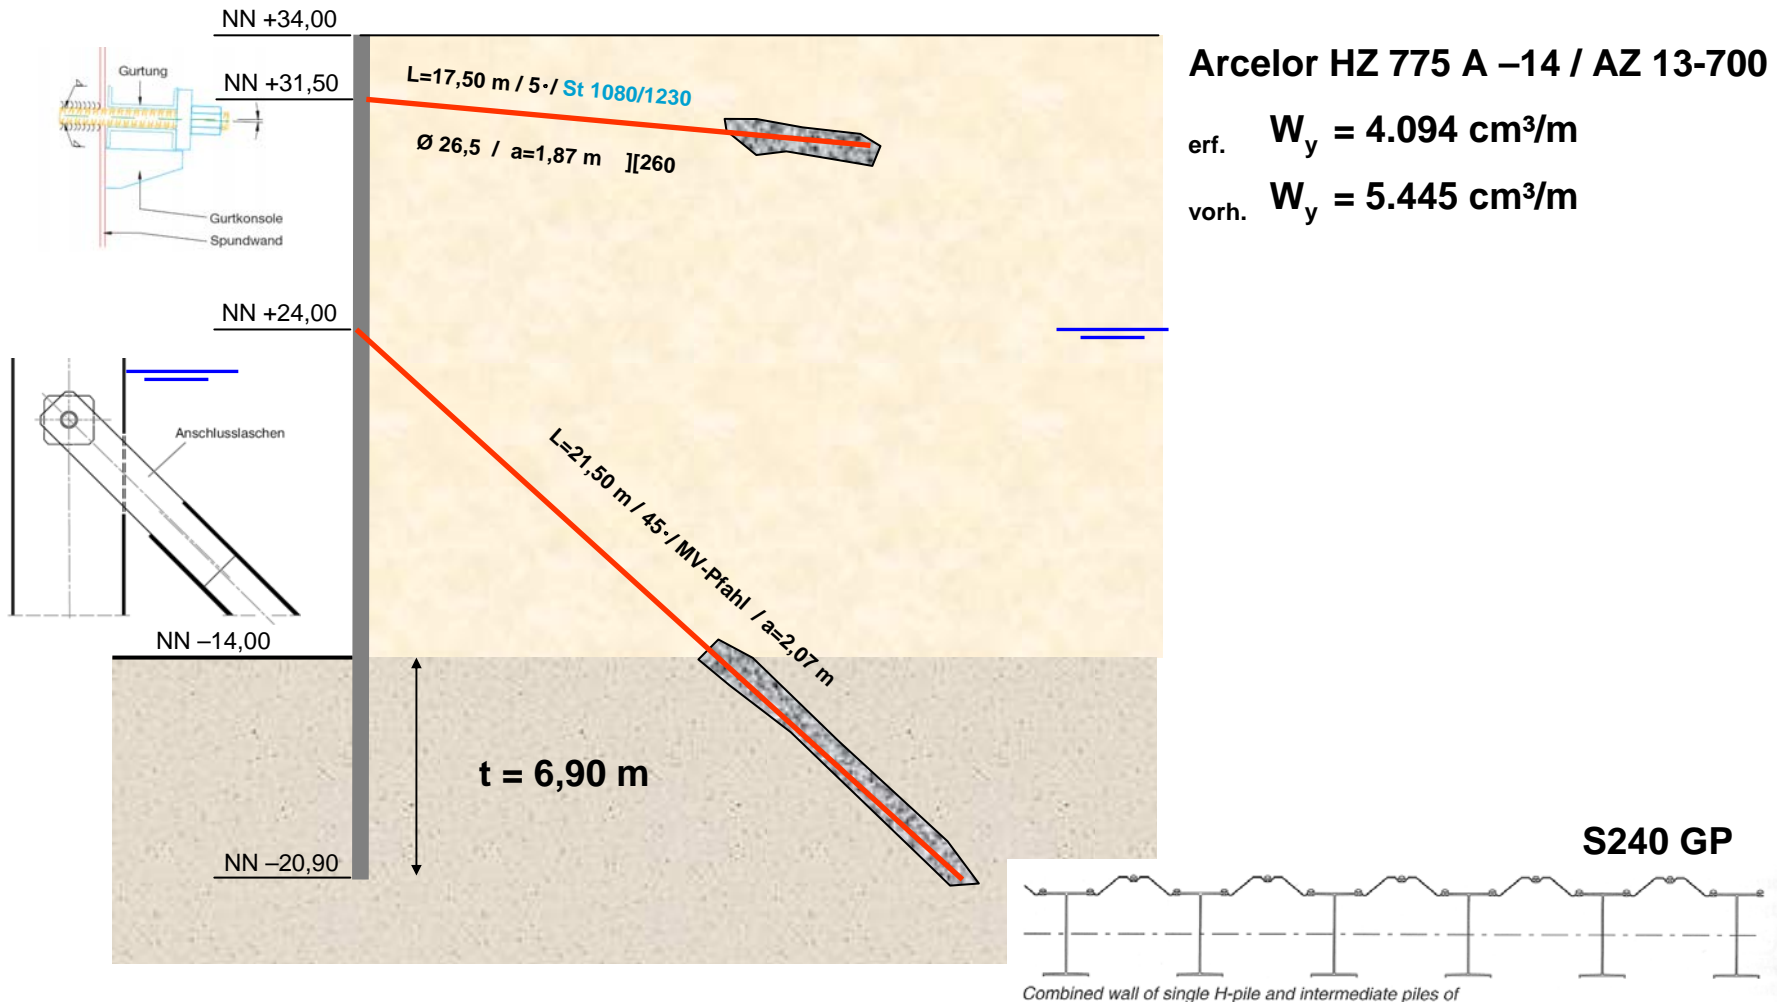 NN +34,00
Arcelor HZ 775 A –14 / AZ 13-700
Gurtung
NN +31,50
L=17,50 m / 5·/ St 1080/1230
erf. Wy = 4.094 cm³/m
Ø 26,5 / a=1,87 m ][260
vorh. Wy = 5.445 cm³/m
Gurtkonsole
Spundwand
NN +24,00
Anschlusslaschen
L=21,50 m / 45·/ MV-Pfahl / a=2,07 m
NN –14,00
t = 6,90 m
NN –20,90
S240 GP
Combined wall of single H-pile and intermediate piles of